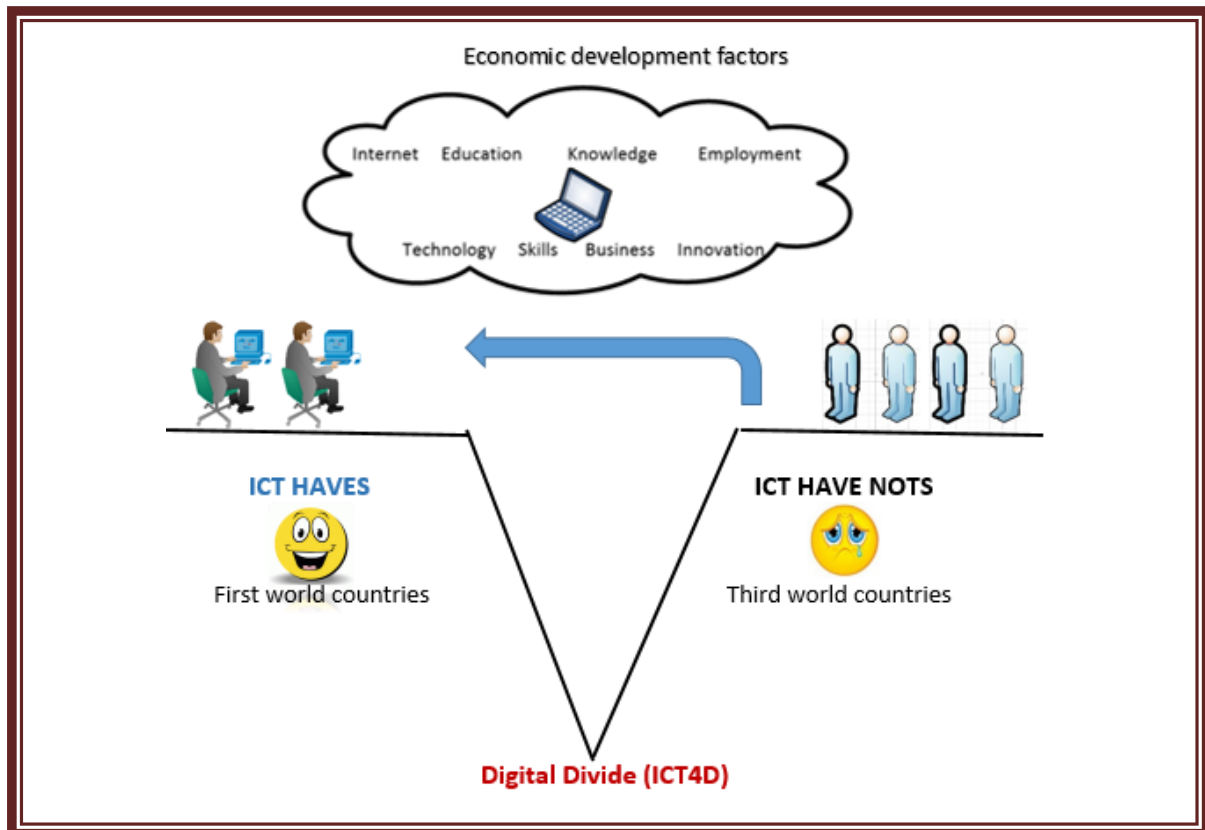 Economic development factors
Internet Education Knowledge Employment
Technology Skills Business Innovation
ICT HAVES
ICT HAVE NOTS
First world countries
Third world countries
Digital Divide (ICT4D)